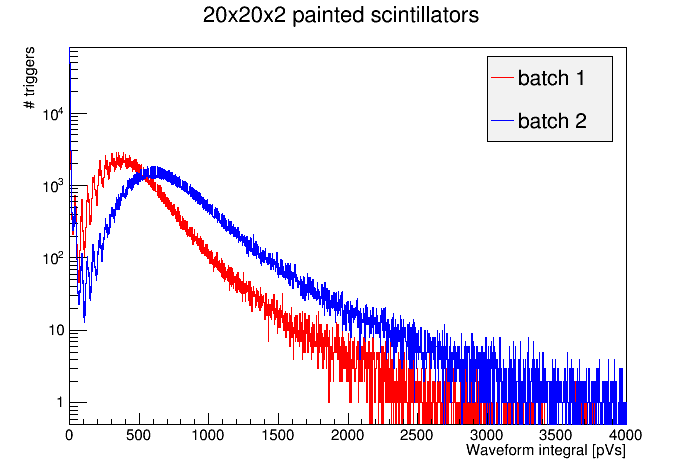 20x20x2 painted scintillators
# triggers
batch 1
batch 2
10⁴
10³
10²
10
1
0 500 1000 1500 2000 2500 3000 3500 4000
Waveform integral [pVs]